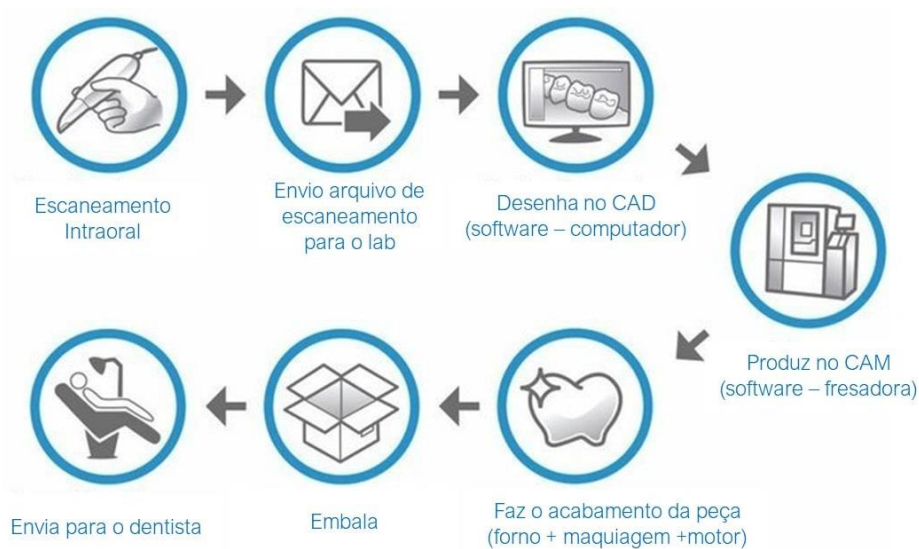 Escaneamento
Intraoral
Envio arquivo de
escaneamento
para o lab
Desenha no CAD
(software – computador)
Produz no CAM
(software – fresadora)
Faz o acabamento da peça
(forno + maquiagem +motor)
Embala
Envia para o dentista